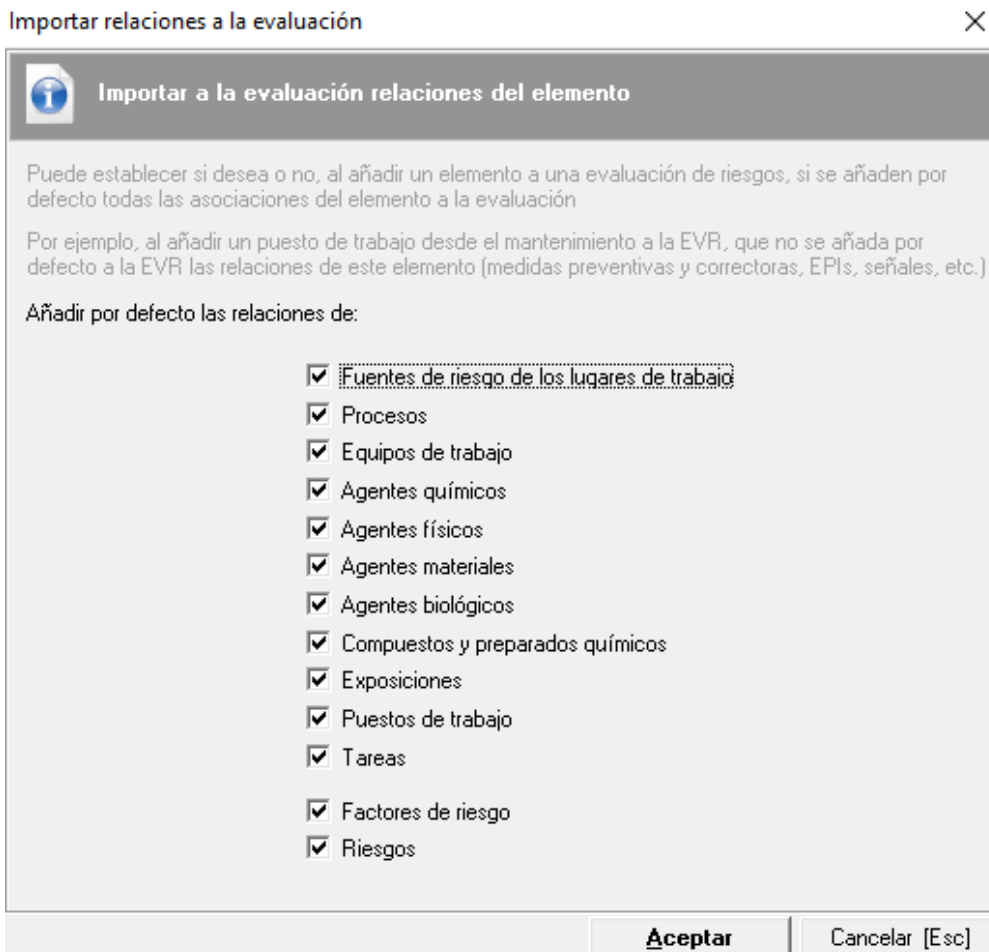 Importar relaciones a la evaluación
Importar a la evaluación relaciones del elemento
Puede establecer si desea o no, al añadir un elemento a una evaluación de riesgos, si se añaden por
defecto todas las asociaciones del elemento a la evaluación
Por ejemplo, al añadir un puesto de trabajo desde el mantenimiento a la EVR, que no se añada por
defecto a la EVR las relaciones de este elemento (medidas preventivas y correctoras, EPIs, señales, etc.)
Añadir por defecto las relaciones de:
Fuentes de riesgo de los lugares de trabajo
Procesos
Equipos de trabajo
Agentes químicos
Agentes físicos
Agentes materiales
Agentes biológicos
Compuestos y preparados químicos
Exposiciones
Puestos de trabajo
Tareas
Factores de riesgo
Riesgos
Aceptar
Cancelar [Esc]